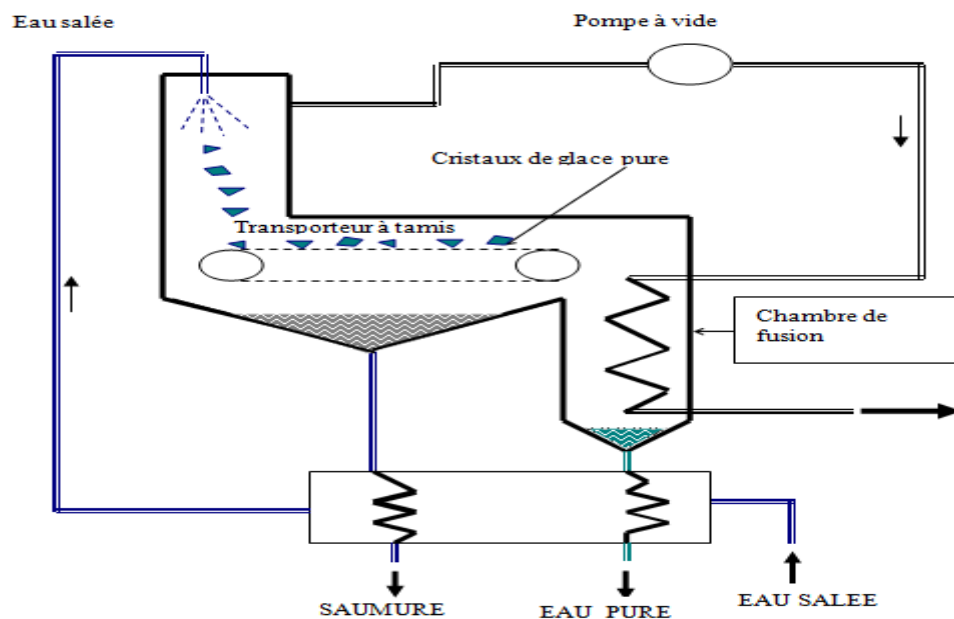 Eau salée
Pompe à vide
Cristaux de glace pure
Transporteur à tamis
Chambre de
fusion
SAUMURE
EAU PURE
EAU SALEE